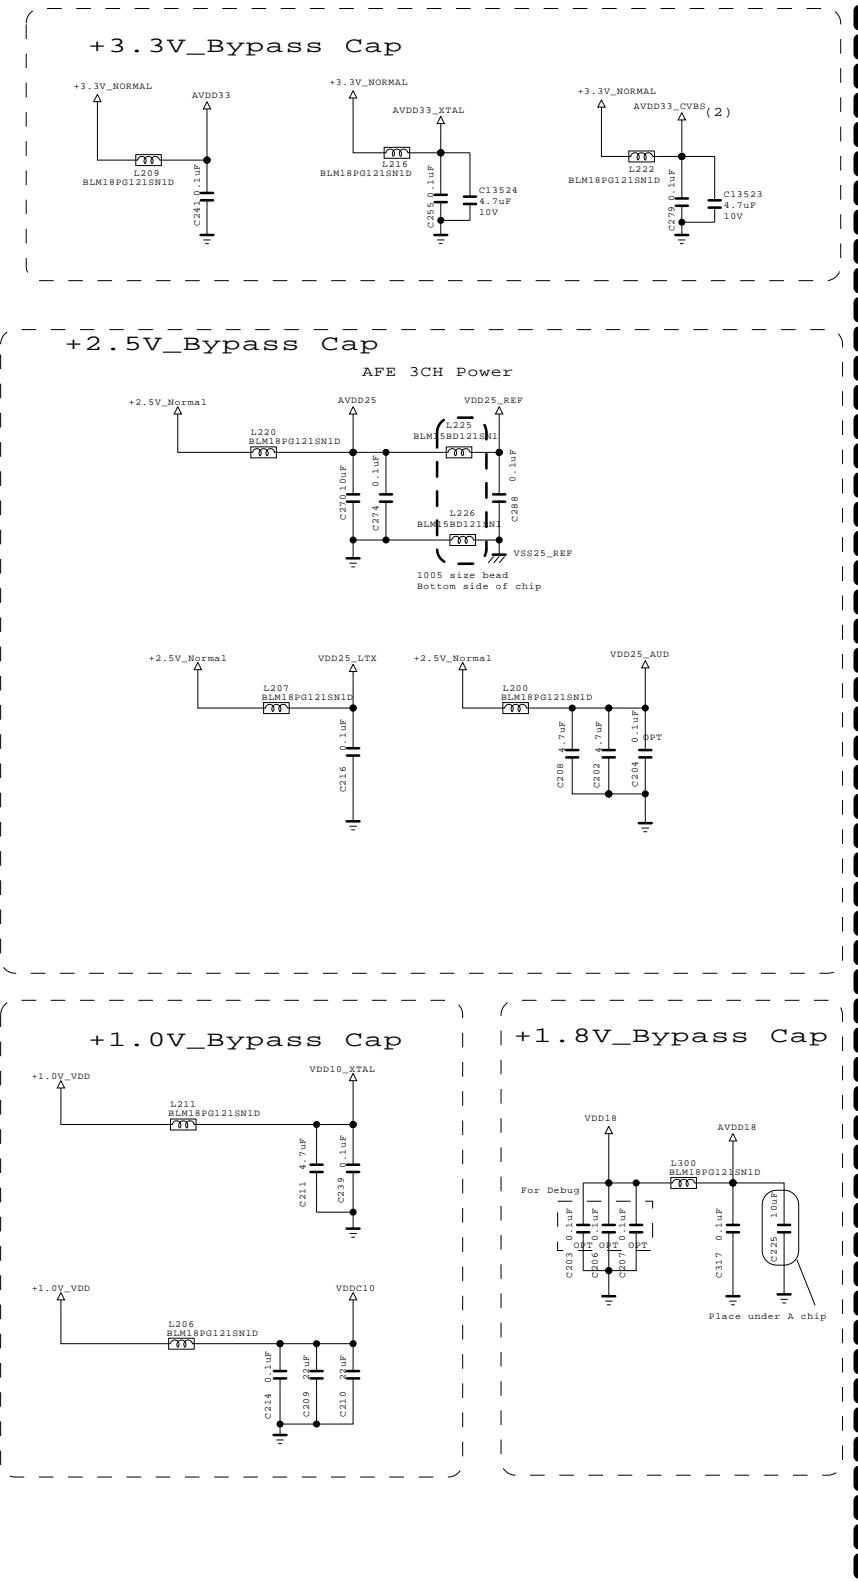 +3.3V_Bypass Cap
+3.3V_NORMAL
AVDD33
L209
BLM18PG121SN1D
C241 0.1uF
+3.3V_NORMAL
AVDD33_XTAL
L216
BLM18PG121SN1D
C255 0.1uF
C13524
4.7uF
10V
+3.3V_NORMAL
AVDD33_CVBS(2)
L222
BLM18PG121SN1D
C279 0.1uF
C13523
4.7uF
10V
+2.5V_Bypass Cap
AFE 3CH Power
+2.5V_Normal
AVDD25
VDD25_REF
L220
BLM18PG121SN1D
L225
BLM15BD121SN1
C270 10uF
C274 0.1uF
C288 0.1uF
L226
BLM15BD121SN1
VSS25_REF
1005 size bead
Bottom side of chip
+2.5V_Normal
VDD25_LTX
L207
BLM18PG121SN1D
C216 0.1uF
+2.5V_Normal
VDD25_AUD
L200
BLM18PG121SN1D
C208 4.7uF
C202 4.7uF
C204 0.1uF
OPT
+1.0V_Bypass Cap
+1.0V_VDD
VDD10_XTAL
L211
BLM18PG121SN1D
C211 4.7uF
C239 0.1uF
+1.0V_VDD
VDDC10
L206
BLM18PG121SN1D
C214 0.1uF
C209 22uF
C210 22uF
+1.8V_Bypass Cap
VDD18
AVDD18
L300
BLM18PG121SN1D
For Debug
C203 0.1uF
OPT
C206 0.1uF
OPT
C207 0.1uF
OPT
C317 0.1uF
C225 10uF
Place under A chip